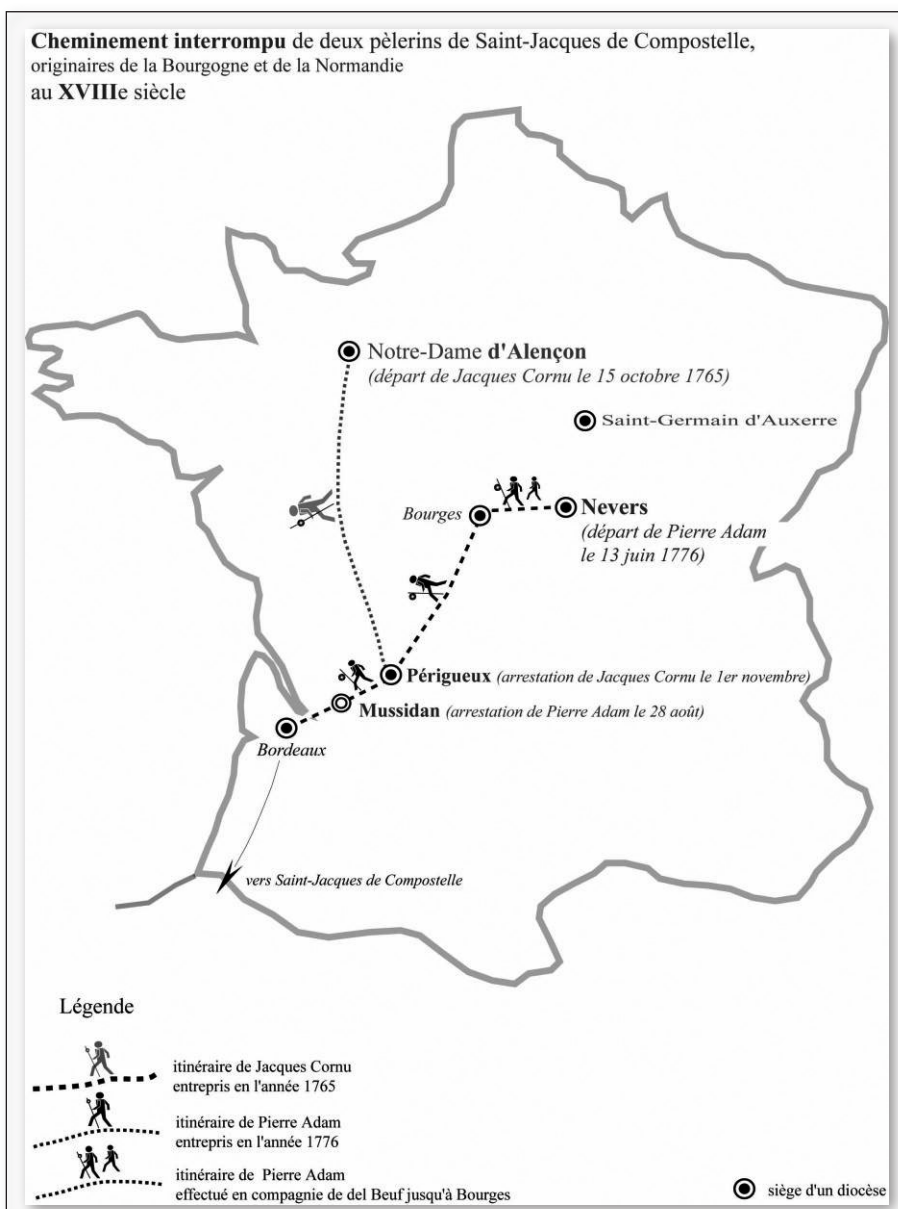 Cheminement interrompu de deux pèlerins de Saint-Jacques de Compostelle,
originaires de la Bourgogne et de la Normandie
au XVIIIe siècle
Notre-Dame d'Alençon
(départ de Jacques Cornu le 15 octobre 1765)
Saint-Germain d'Auxerre
Bourges
Nevers
(départ de Pierre Adam
le 13 juin 1776)
Périgueux (arrestation de Jacques Cornu le 1er novembre)
Mussidan (arrestation de Pierre Adam le 28 août)
Bordeaux
vers Saint-Jacques de Compostelle
Légende
itinéraire de Jacques Cornu
entrepris en l'année 1765
itinéraire de Pierre Adam
entrepris en l'année 1776
itinéraire de Pierre Adam
effectué en compagnie de del Beuf jusqu'à Bourges
siège d'un diocèse